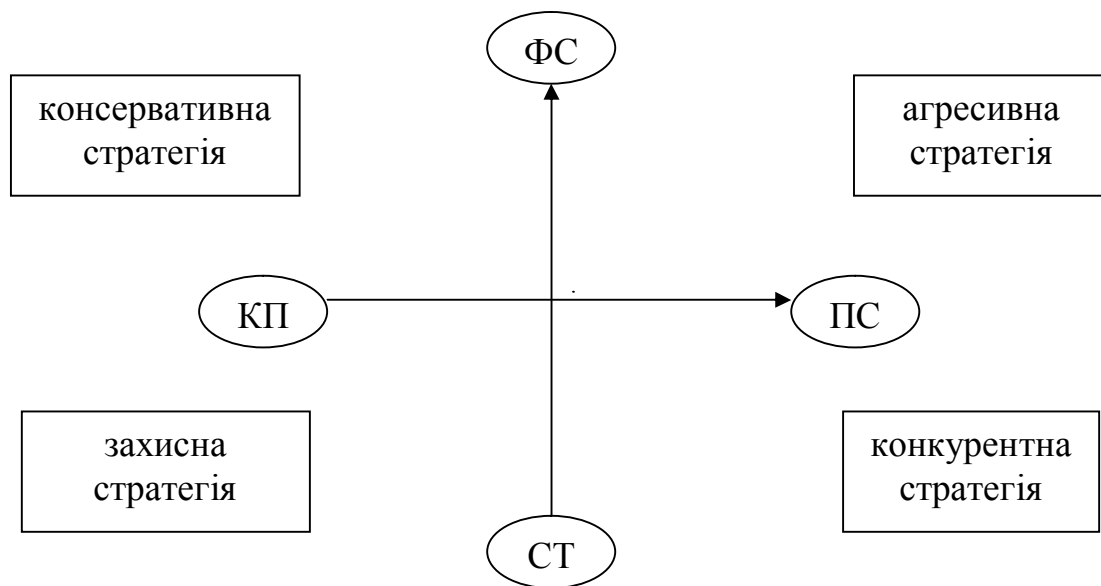 ФС
консервативна
стратегія
агресивна
стратегія
КП
ПС
захисна
стратегія
конкурентна
стратегія
СТ